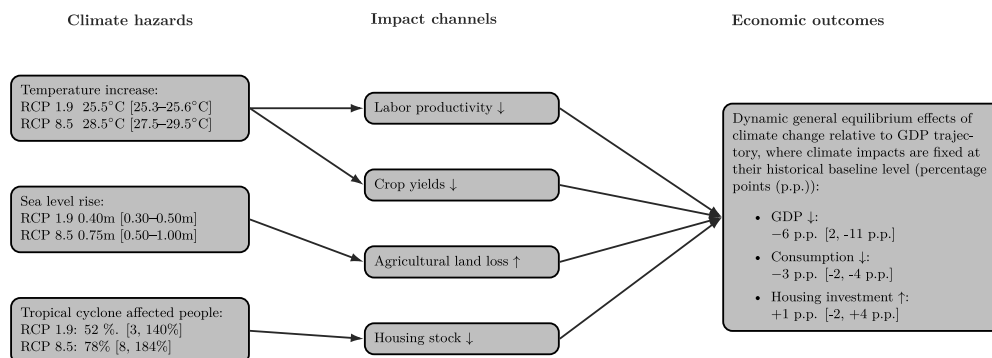 Climate hazards
Impact channels
Economic outcomes
Temperature increase:
RCP 1.9 25.5°C [25.3–25.6°C]
RCP 8.5 28.5°C [27.5–29.5°C]
Sea level rise:
RCP 1.9 0.40m [0.30–0.50m]
RCP 8.5 0.75m [0.50–1.00m]
Tropical cyclone affected people:
RCP 1.9: 52 %. [3, 140%]
RCP 8.5: 78% [8, 184%]
Labor productivity ↓
Crop yields ↓
Agricultural land loss ↑
Housing stock ↓
Dynamic general equilibrium effects of
climate change relative to GDP trajec-
tory, where climate impacts are fixed at
their historical baseline level (percentage
points (p.p.)):
• GDP ↓:
−6 p.p. [2, -11 p.p.]
• Consumption ↓:
−3 p.p. [-2, -4 p.p.]
• Housing investment ↑:
+1 p.p. [-2, +4 p.p.]